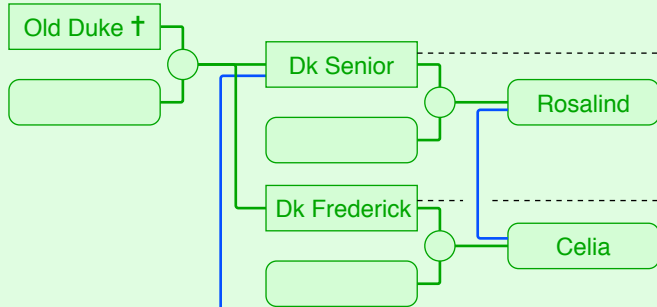 Old Duke †
Dk Senior
Rosalind
Dk Frederick
Celia